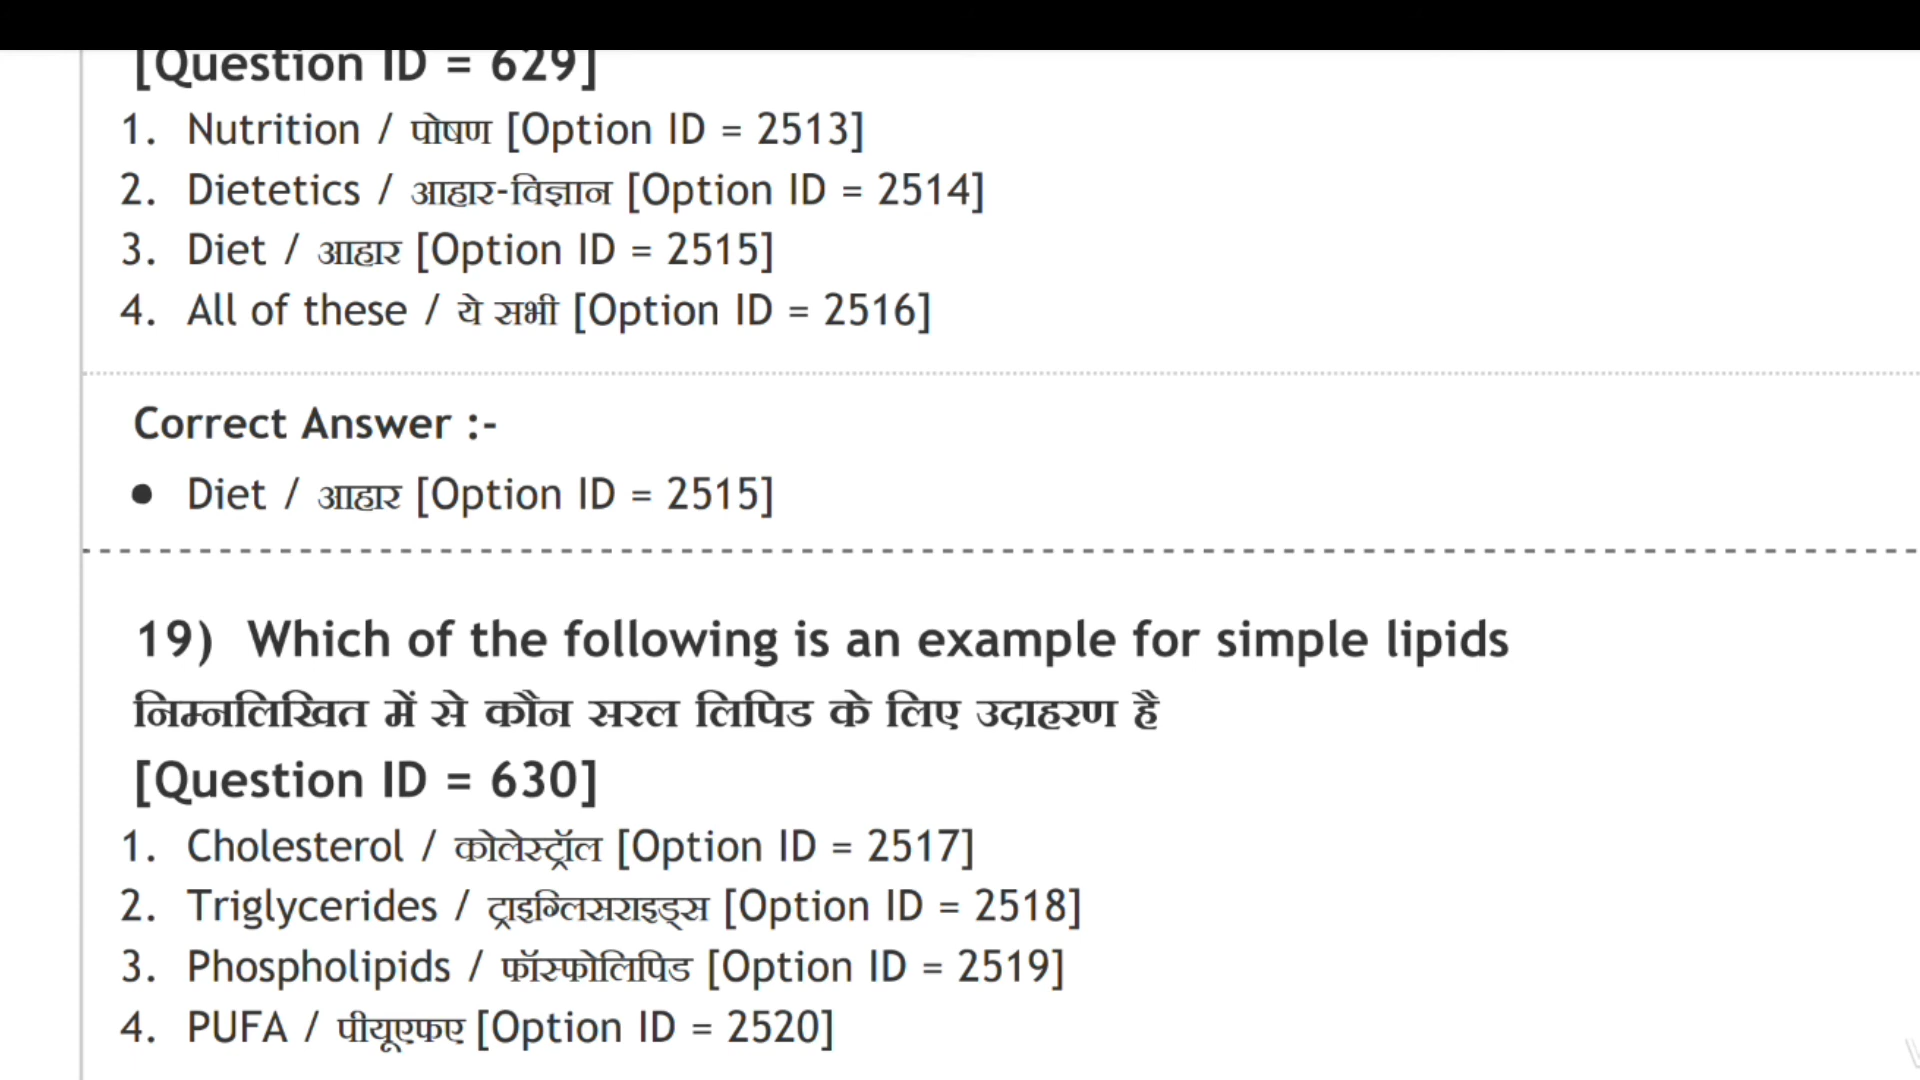 [Question ID = 629]
1. Nutrition / पोषण [Option ID = 2513]
2. Dietetics / आहार-विज्ञान [Option ID = 2514]
3. Diet / आहार [Option ID = 2515]
4. All of these / ये सभी [Option ID = 2516]
Correct Answer :-
● Diet / आहार [Option ID = 2515]
19) Which of the following is an example for simple lipids
निम्नलिखित में से कौन सरल लिपिड के लिए उदाहरण है
[Question ID = 630]
1. Cholesterol / कोलेस्ट्रॉल [Option ID = 2517]
2. Triglycerides / ट्राइग्लिसराइड्स [Option ID = 2518]
3. Phospholipids / फॉस्फोलिपिड [Option ID = 2519]
4. PUFA / पीयूएफए [Option ID = 2520]